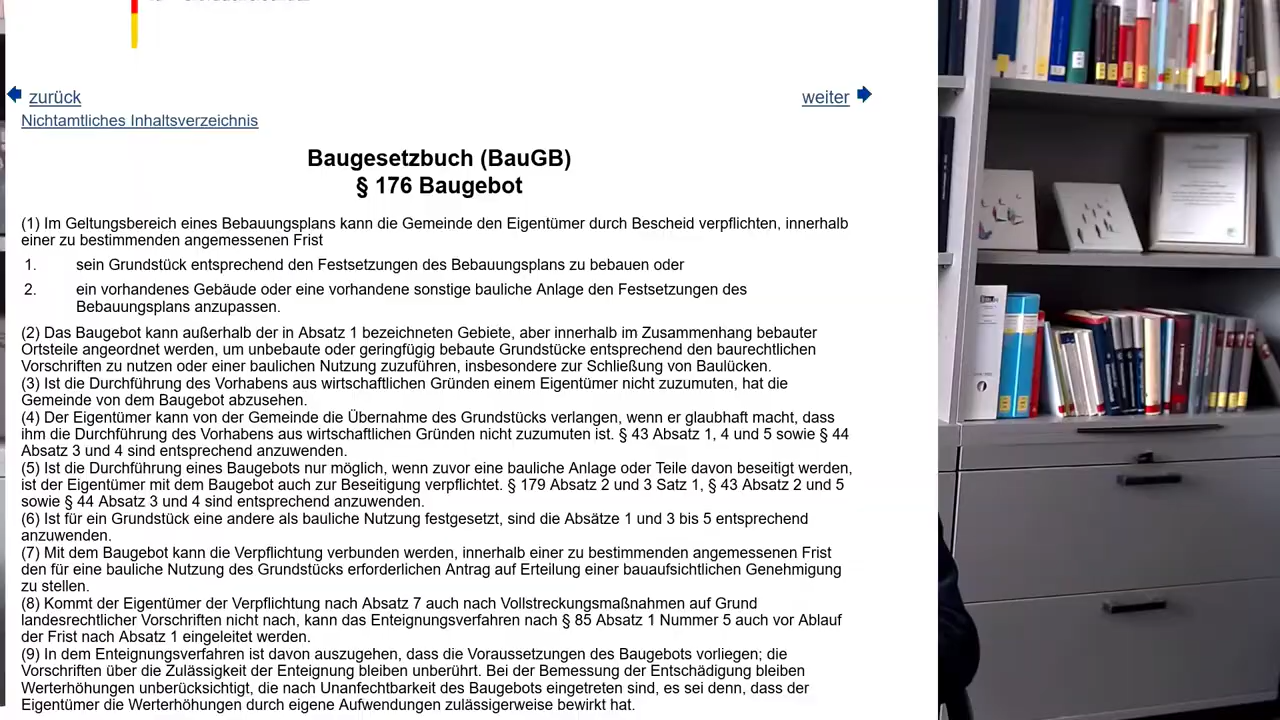 zurück
weiter
Nichtamtliches Inhaltsverzeichnis
Baugesetzbuch (BauGB)
§ 176 Baugebot
(1) Im Geltungsbereich eines Bebauungsplans kann die Gemeinde den Eigentümer durch Bescheid verpflichten, innerhalb
einer zu bestimmenden angemessenen Frist
1. sein Grundstück entsprechend den Festsetzungen des Bebauungsplans zu bebauen oder
2. ein vorhandenes Gebäude oder eine vorhandene sonstige bauliche Anlage den Festsetzungen des
Bebauungsplans anzupassen.
(2) Das Baugebot kann außerhalb der in Absatz 1 bezeichneten Gebiete, aber innerhalb im Zusammenhang bebauter
Ortsteile angeordnet werden, um unbebaute oder geringfügig bebaute Grundstücke entsprechend den baurechtlichen
Vorschriften zu nutzen oder einer baulichen Nutzung zuzuführen, insbesondere zur Schließung von Baulücken.
(3) Ist die Durchführung des Vorhabens aus wirtschaftlichen Gründen einem Eigentümer nicht zuzumuten, hat die
Gemeinde von dem Baugebot abzusehen.
(4) Der Eigentümer kann von der Gemeinde die Übernahme des Grundstücks verlangen, wenn er glaubhaft macht, dass
ihm die Durchführung des Vorhabens aus wirtschaftlichen Gründen nicht zuzumuten ist. § 43 Absatz 1, 4 und 5 sowie § 44
Absatz 3 und 4 sind entsprechend anzuwenden.
(5) Ist die Durchführung eines Baugebots nur möglich, wenn zuvor eine bauliche Anlage oder Teile davon beseitigt werden,
ist der Eigentümer mit dem Baugebot auch zur Beseitigung verpflichtet. § 179 Absatz 2 und 3 Satz 1, § 43 Absatz 2 und 5
sowie § 44 Absatz 3 und 4 sind entsprechend anzuwenden.
(6) Ist für ein Grundstück eine andere als bauliche Nutzung festgesetzt, sind die Absätze 1 und 3 bis 5 entsprechend
anzuwenden.
(7) Mit dem Baugebot kann die Verpflichtung verbunden werden, innerhalb einer zu bestimmenden angemessenen Frist
den für eine bauliche Nutzung des Grundstücks erforderlichen Antrag auf Erteilung einer bauaufsichtlichen Genehmigung
zu stellen.
(8) Kommt der Eigentümer der Verpflichtung nach Absatz 7 auch nach Vollstreckungsmaßnahmen auf Grund
landesrechtlicher Vorschriften nicht nach, kann das Enteignungsverfahren nach § 85 Absatz 1 Nummer 5 auch vor Ablauf
der Frist nach Absatz 1 eingeleitet werden.
(9) In dem Enteignungsverfahren ist davon auszugehen, dass die Voraussetzungen des Baugebots vorliegen; die
Vorschriften über die Zulässigkeit der Enteignung bleiben unberührt. Bei der Bemessung der Entschädigung bleiben
Werterhöhungen unberücksichtigt, die nach Unanfechtbarkeit des Baugebots eingetreten sind, es sei denn, dass der
Eigentümer die Werterhöhungen durch eigene Aufwendungen zulässigerweise bewirkt hat.